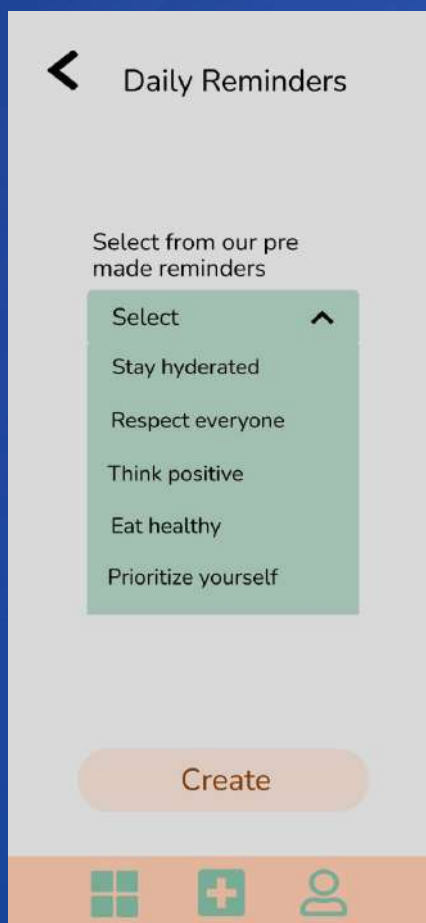 Daily Reminders
Select from our pre
made reminders
Select
Stay hyderated
Respect everyone
Think positive
Eat healthy
Prioritize yourself
Create